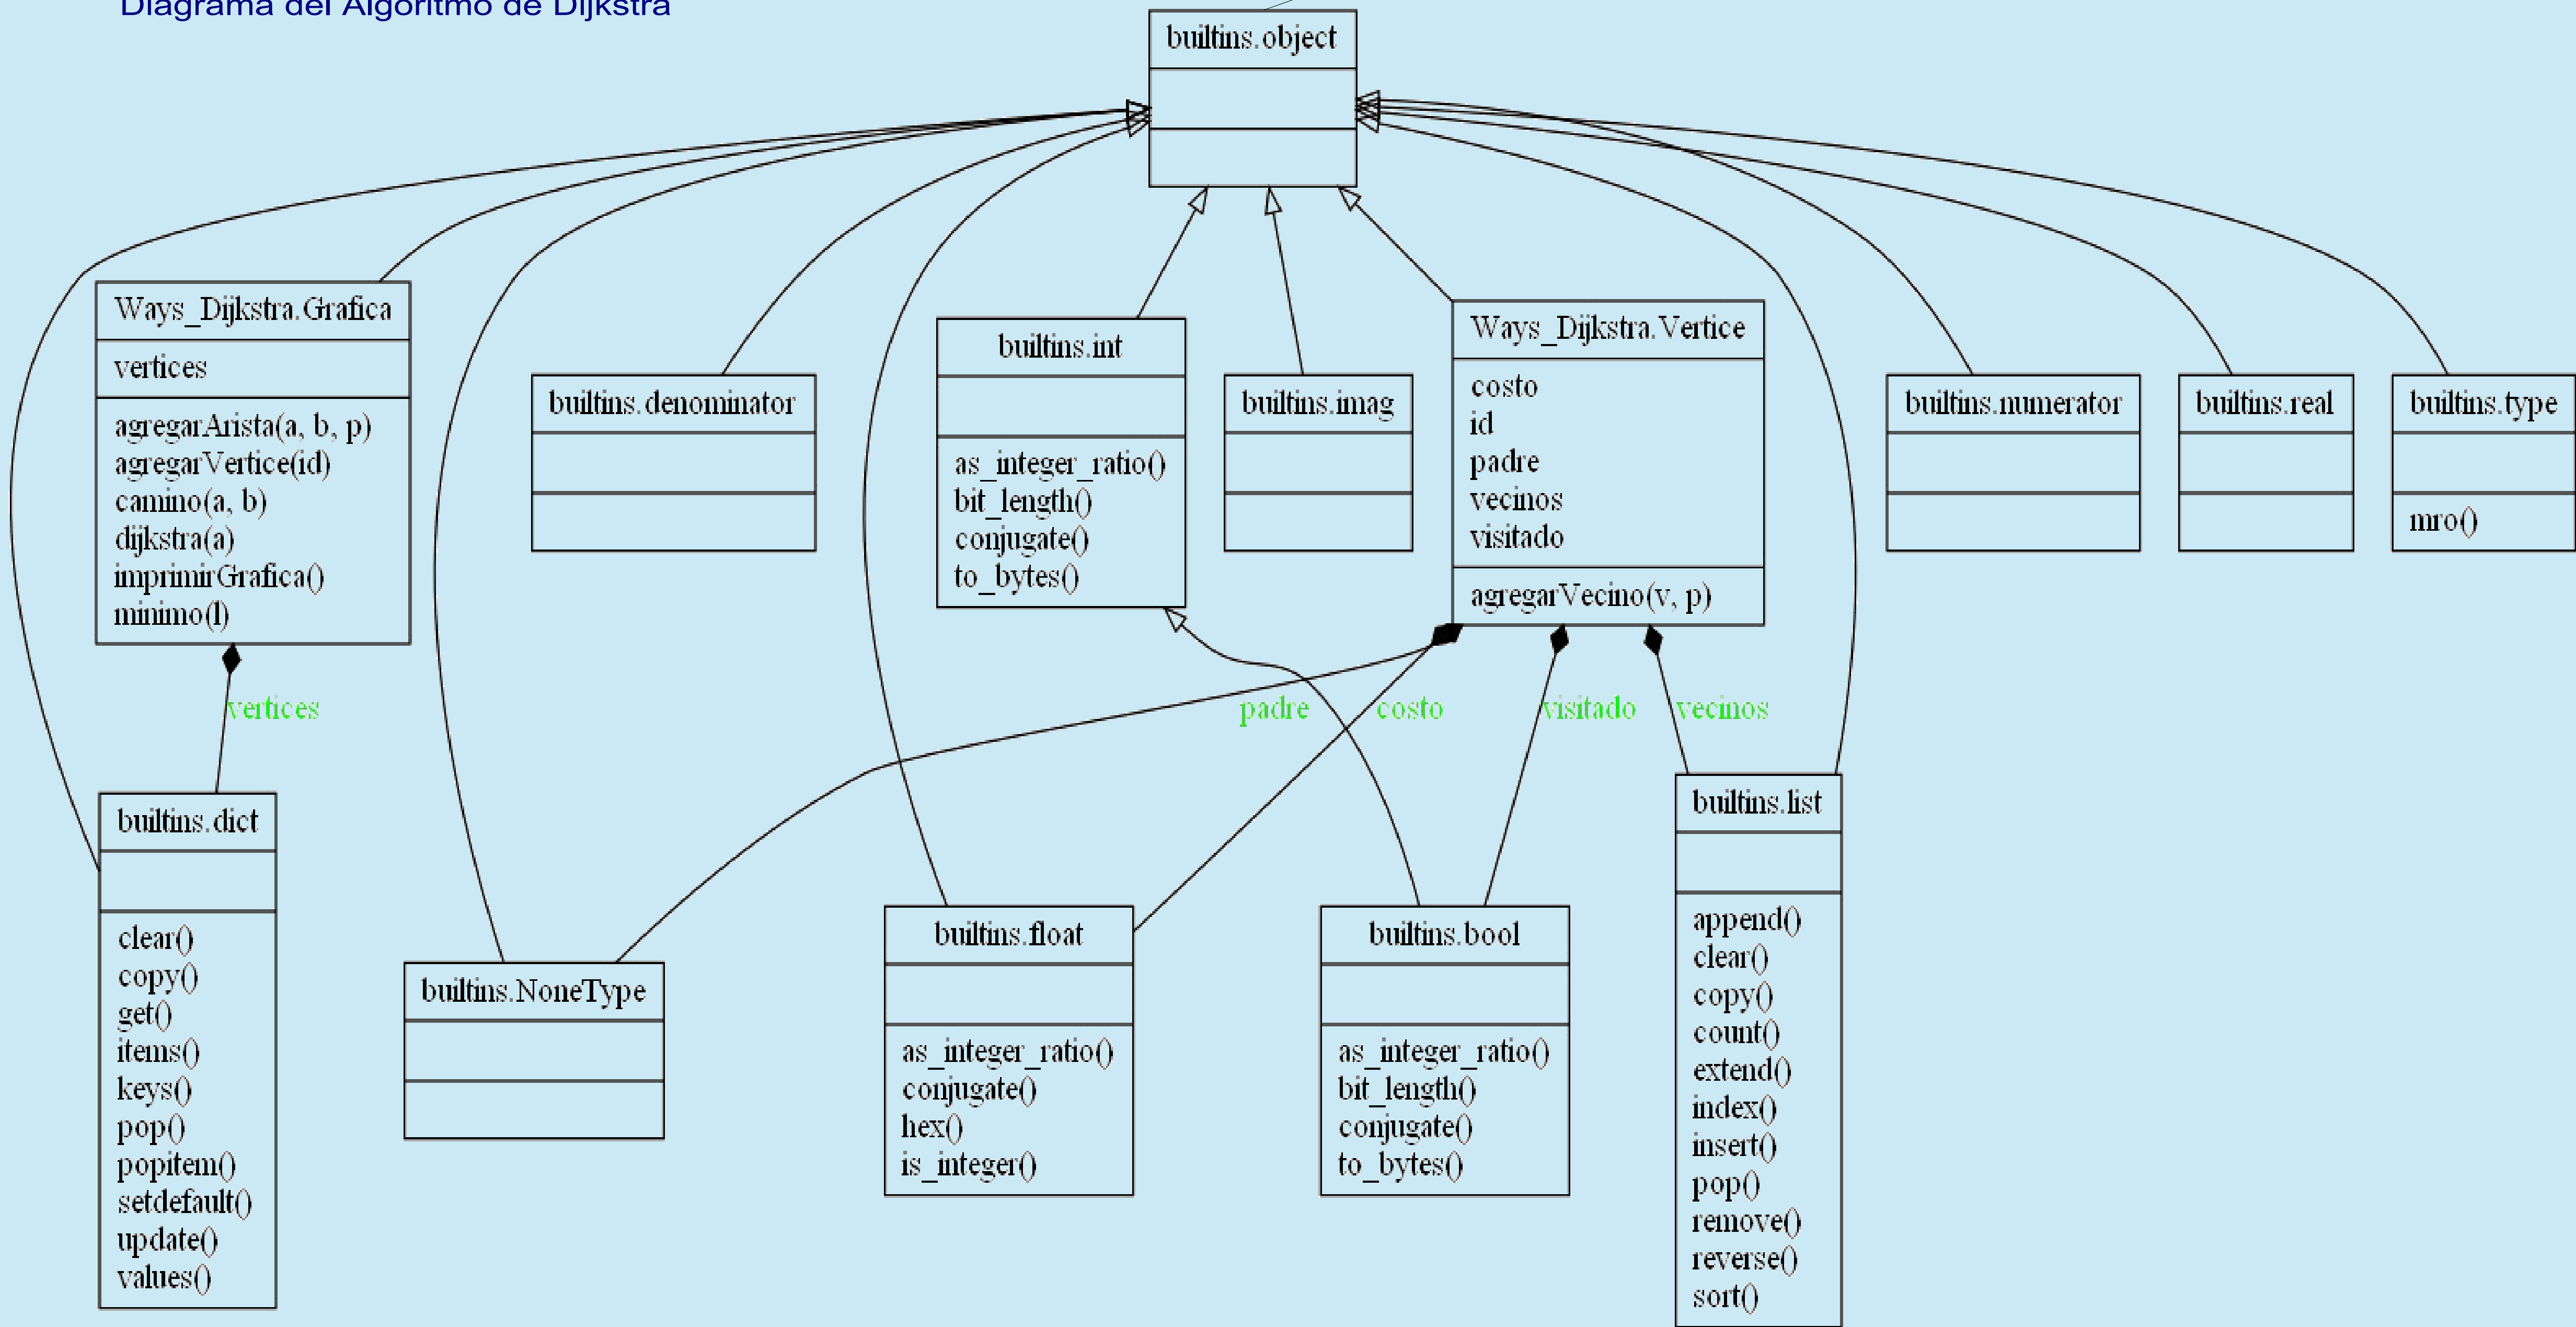 Diagrama del Algoritmo de Dijkstra
builtins.object
Ways_Dijkstra.Grafica
vertices
agregarArista(a, b, p)
agregarVertice(id)
camino(a, b)
dijkstra(a)
imprimirGrafica()
minimo(l)
builtins.denominator
builtins.int
as_integer_ratio()
bit_length()
conjugate()
to_bytes()
builtins.imag
Ways_Dijkstra.Vertice
costo
id
padre
vecinos
visitado
agregarVecino(v, p)
builtins.numerator
builtins.real
builtins.type
mro()
vertices
padre
costo
visitado
vecinos
builtins.dict
clear()
copy()
get()
items()
keys()
pop()
popitem()
setdefault()
update()
values()
builtins.NoneType
builtins.float
as_integer_ratio()
conjugate()
hex()
is_integer()
builtins.bool
as_integer_ratio()
bit_length()
conjugate()
to_bytes()
builtins.list
append()
clear()
copy()
count()
extend()
index()
insert()
pop()
remove()
reverse()
sort()